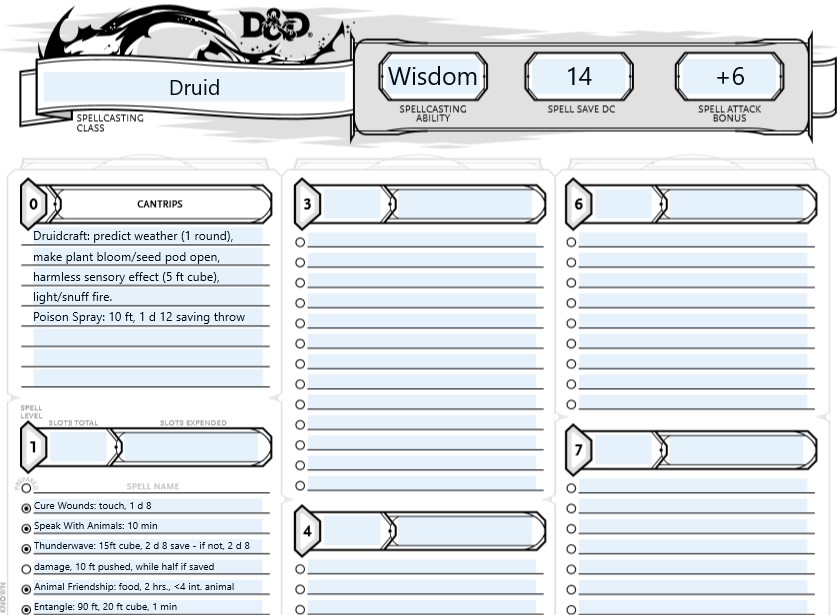 D&D
Druid
SPELLCASTING
CLASS
Wisdom
SPELLCASTING
ABILITY
14
SPELL SAVE DC
+6
SPELL ATTACK
BONUS
0
CANTRIPS
Druidcraft: predict weather (1 round),
make plant bloom/seed pod open,
harmless sensory effect (5 ft cube),
light/snuff fire.
Poison Spray: 10 ft, 1 d 12 saving throw
SPELL
LEVEL
SLOTS TOTAL
SLOTS EXPENDED
1
PREPARED
SPELL NAME
Cure Wounds: touch, 1 d 8
Speak With Animals: 10 min
Thunderwave: 15ft cube, 2 d 8 save - if not, 2 d 8
damage, 10 ft pushed, while half if saved
Animal Friendship: food, 2 hrs., <4 int. animal
Entangle: 90 ft, 20 ft cube, 1 min
KNOWN
3
4
6
7